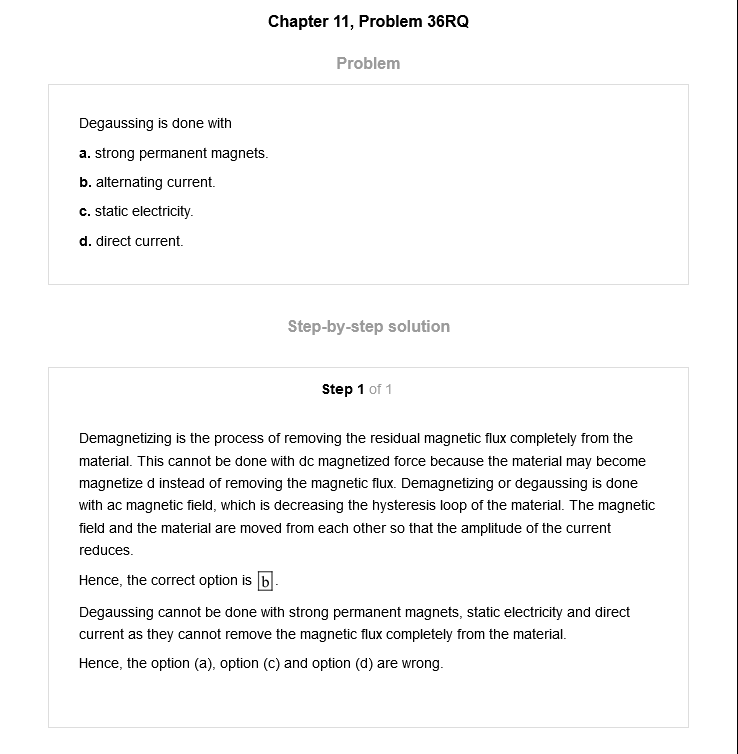 Chapter 11, Problem 36RQ
Problem
Degaussing is done with
a. strong permanent magnets.
b. alternating current.
c. static electricity.
d. direct current.
Step-by-step solution
Step 1 of 1
Demagnetizing is the process of removing the residual magnetic flux completely from the
material. This cannot be done with dc magnetized force because the material may become
magnetize d instead of removing the magnetic flux. Demagnetizing or degaussing is done
with ac magnetic field, which is decreasing the hysteresis loop of the material. The magnetic
field and the material are moved from each other so that the amplitude of the current
reduces.
Hence, the correct option is b.
Degaussing cannot be done with strong permanent magnets, static electricity and direct
current as they cannot remove the magnetic flux completely from the material.
Hence, the option (a), option (c) and option (d) are wrong.